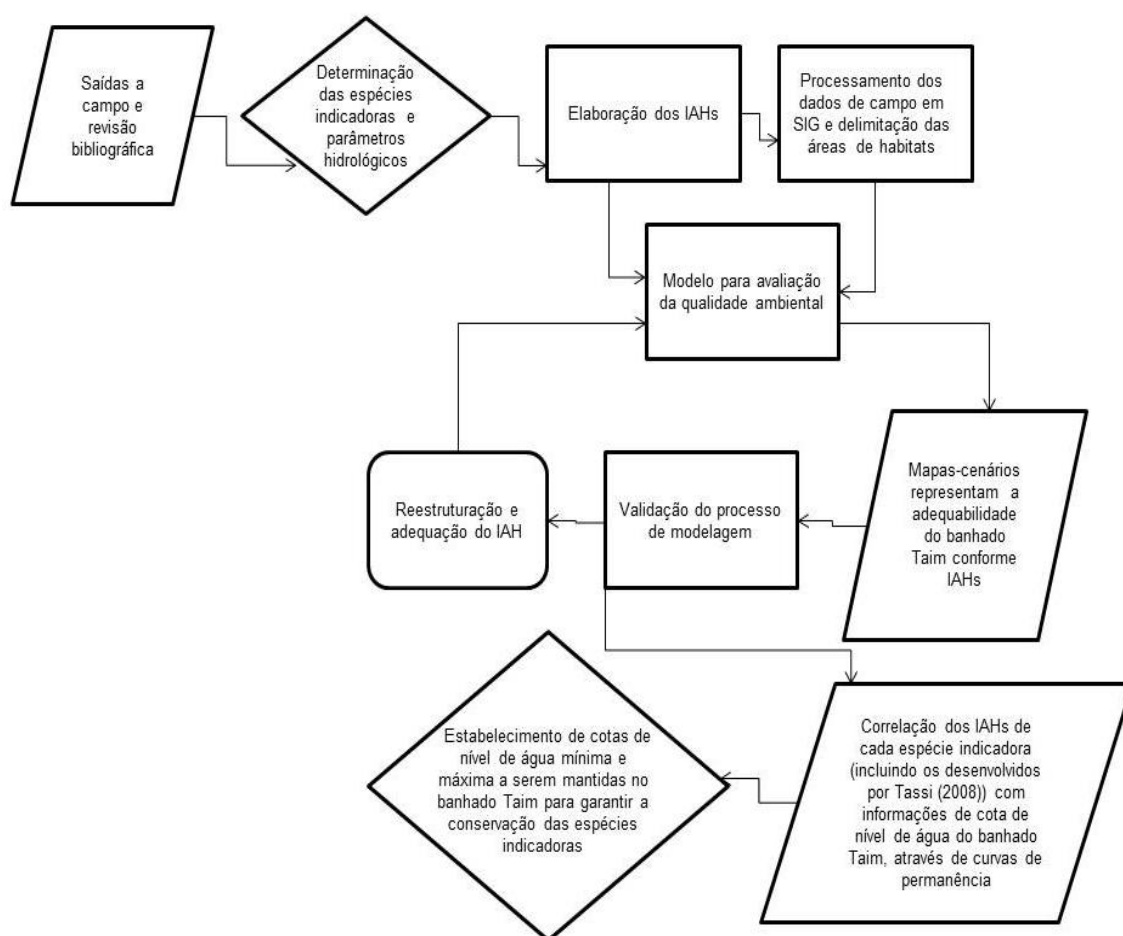 Saídas a
campo e
revisão
bibliográfica
Determinação
das espécies
indicadoras e
parâmetros
hidrológicos
Elaboração dos IAHs
Processamento dos
dados de campo em
SIG e delimitação das
áreas de habitats
Modelo para avaliação
da qualidade ambiental
Mapas-cenários
representam a
adequabilidade
do banhado
Taim conforme
IAHs
Validação do processo
de modelagem
Reestruturação e
adequação do IAH
Correlação dos IAHs de
cada espécie indicadora
(incluindo os desenvolvidos
por Tassi (2008)) com
informações de cota de
nível de água do banhado
Taim, através de curvas de
permanência
Estabelecimento de cotas de
nível de água mínima e
máxima a serem mantidas no
banhado Taim para garantir a
conservação das espécies
indicadoras